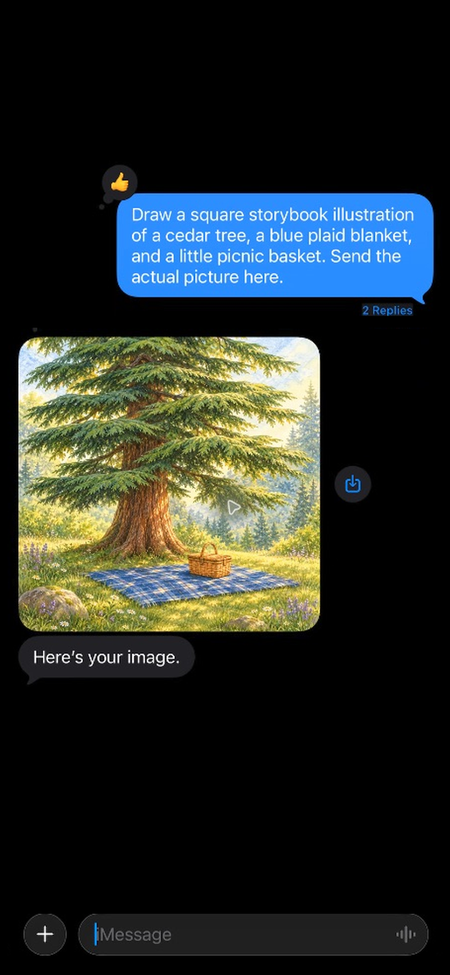 Draw a square storybook illustration
of a cedar tree, a blue plaid blanket,
and a little picnic basket. Send the
actual picture here.
2 Replies
Here’s your image.
iMessage